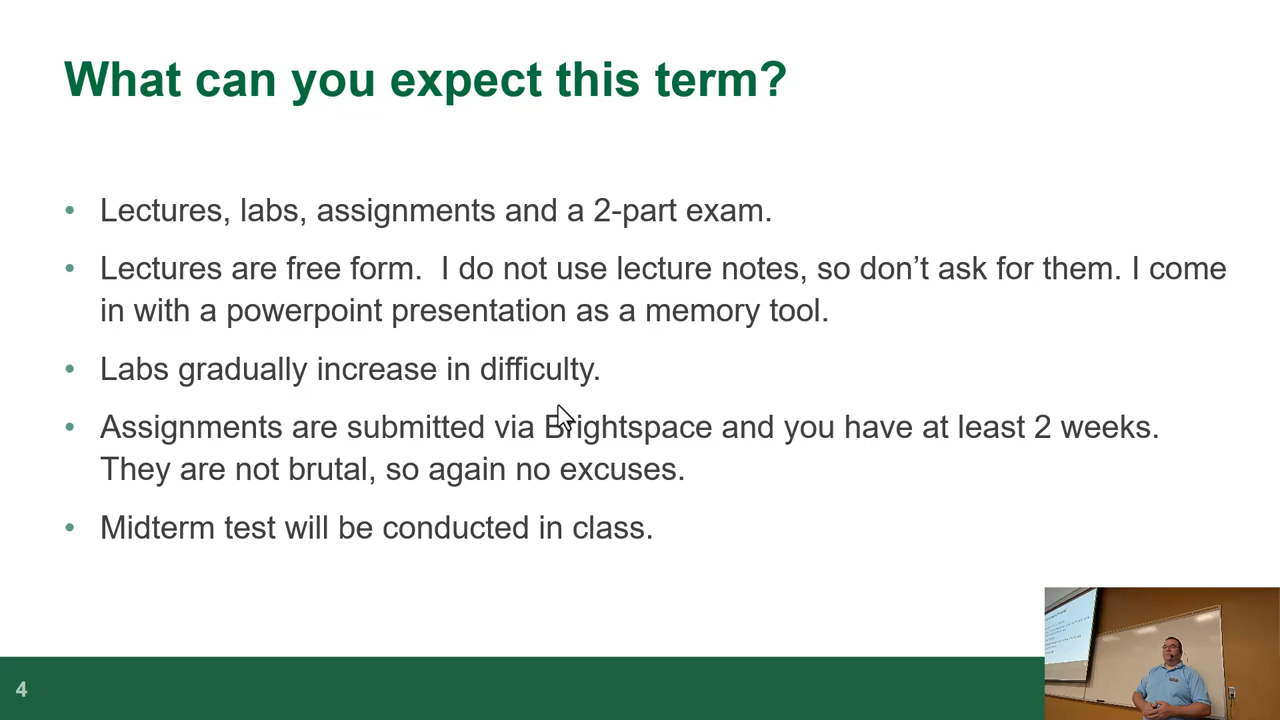 What can you expect this term?
• Lectures, labs, assignments and a 2-part exam.
• Lectures are free form.  I do not use lecture notes, so don’t ask for them. I come
in with a powerpoint presentation as a memory tool.
• Labs gradually increase in difficulty.
• Assignments are submitted via Brightspace and you have at least 2 weeks.
They are not brutal, so again no excuses.
• Midterm test will be conducted in class.
4